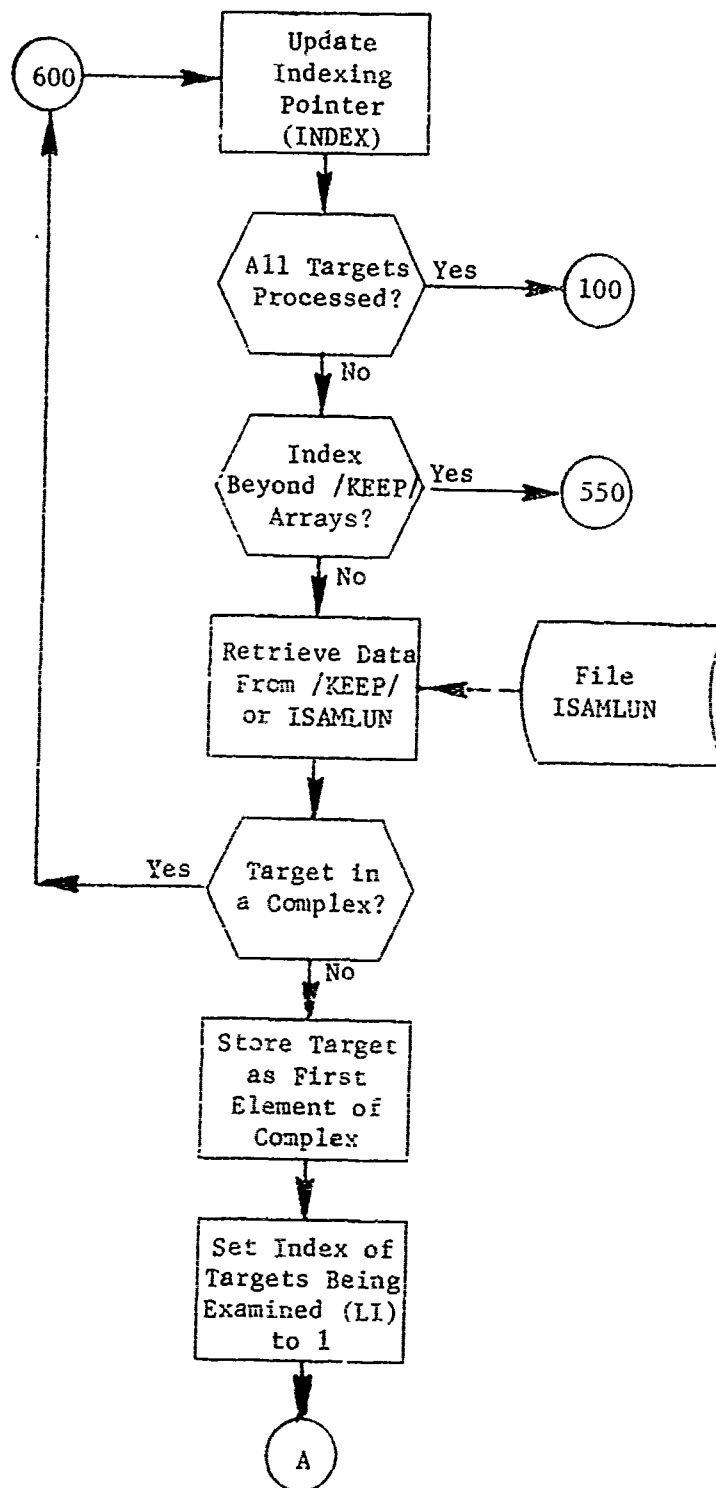 600
Update
Indexing
Pointer
(INDEX)
All Targets
Processed?
Yes
100
No
Index
Beyond /KEEP/
Arrays?
Yes
550
No
Retrieve Data
From /KEEP/
or ISAMLUN
File
ISAMLUN
Yes
Target in
a Complex?
No
Store Target
as First
Element of
Complex
Set Index of
Targets Being
Examined (LI)
to 1
A